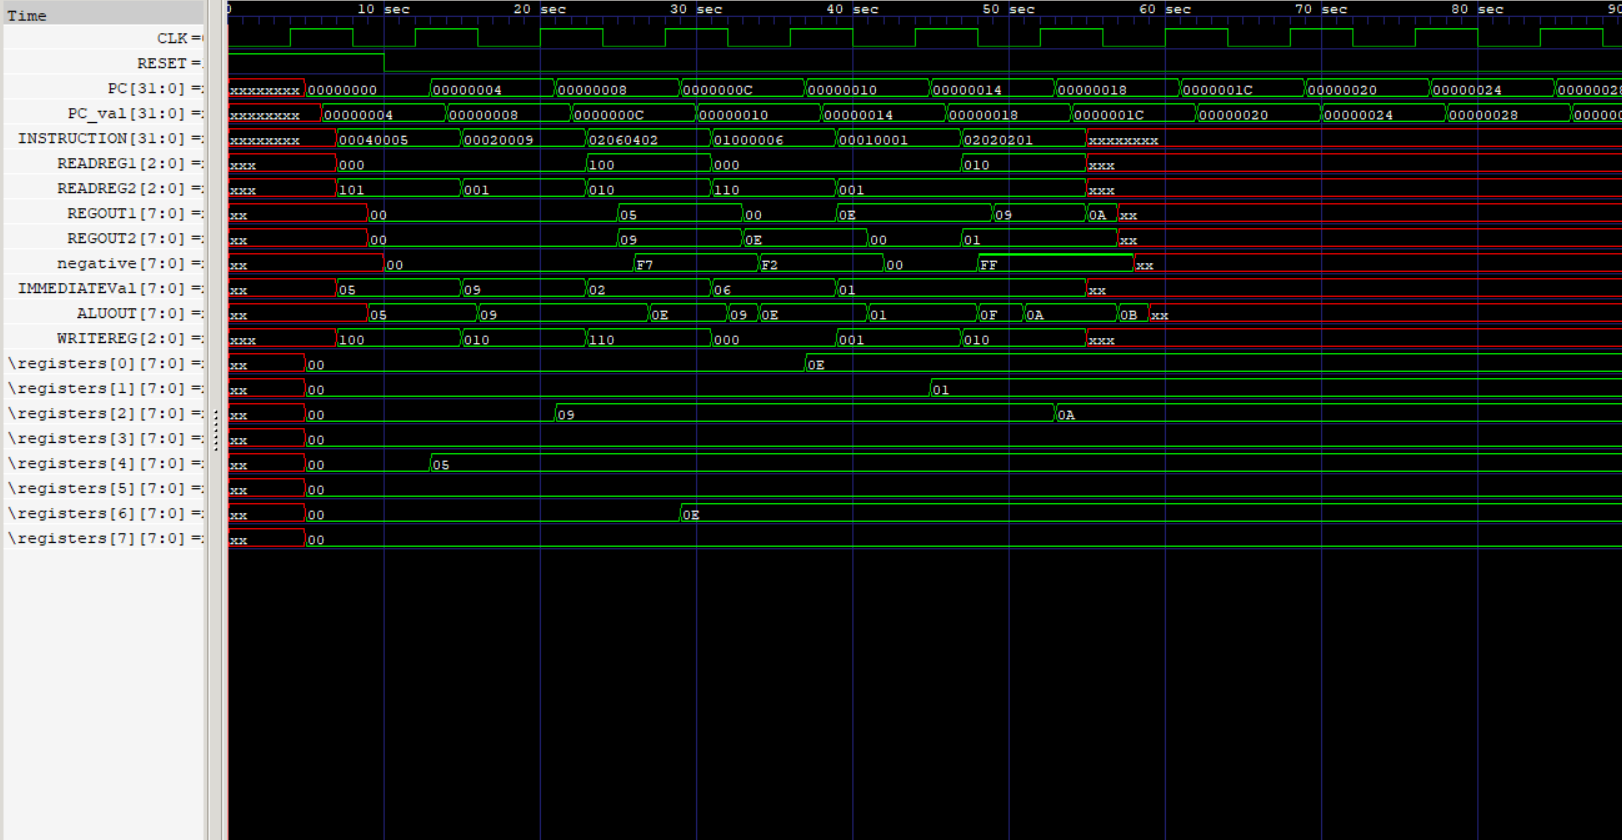 Time 0 10 sec 20 sec 30 sec 40 sec 50 sec 60 sec 70 sec 80 sec 90
CLK =
RESET =
PC[31:0] = xxxxxxxx 00000000 00000004 00000008 0000000C 00000010 00000014 00000018 0000001C 00000020 00000024 00000028
PC_val[31:0] = xxxxxxxx 00000004 00000008 0000000C 00000010 00000014 00000018 0000001C 00000020 00000024 00000028 00000
INSTRUCTION[31:0] = xxxxxxxx 00040005 00020009 02060402 01000006 00010001 02020201 xxxxxxxx
READREG1[2:0] = xxx 000 100 000 010 xxx
READREG2[2:0] = xxx 101 001 010 110 001 xxx
REGOUT1[7:0] = xx 00 05 00 0E 09 0A xx
REGOUT2[7:0] = xx 00 09 0E 00 01 xx
negative[7:0] = xx 00 F7 F2 00 FF xx
IMMEDIATEVal[7:0] = xx 05 09 02 06 01 xx
ALUOUT[7:0] = xx 05 09 0E 09 0E 01 0F 0A 0B xx
WRITEREG[2:0] = xxx 100 010 110 000 001 010 xxx
\registers[0][7:0] = xx 00 0E
\registers[1][7:0] = xx 00 01
\registers[2][7:0] = xx 00 09 0A
\registers[3][7:0] = xx 00
\registers[4][7:0] = xx 00 05
\registers[5][7:0] = xx 00
\registers[6][7:0] = xx 00 0E
\registers[7][7:0] = xx 00